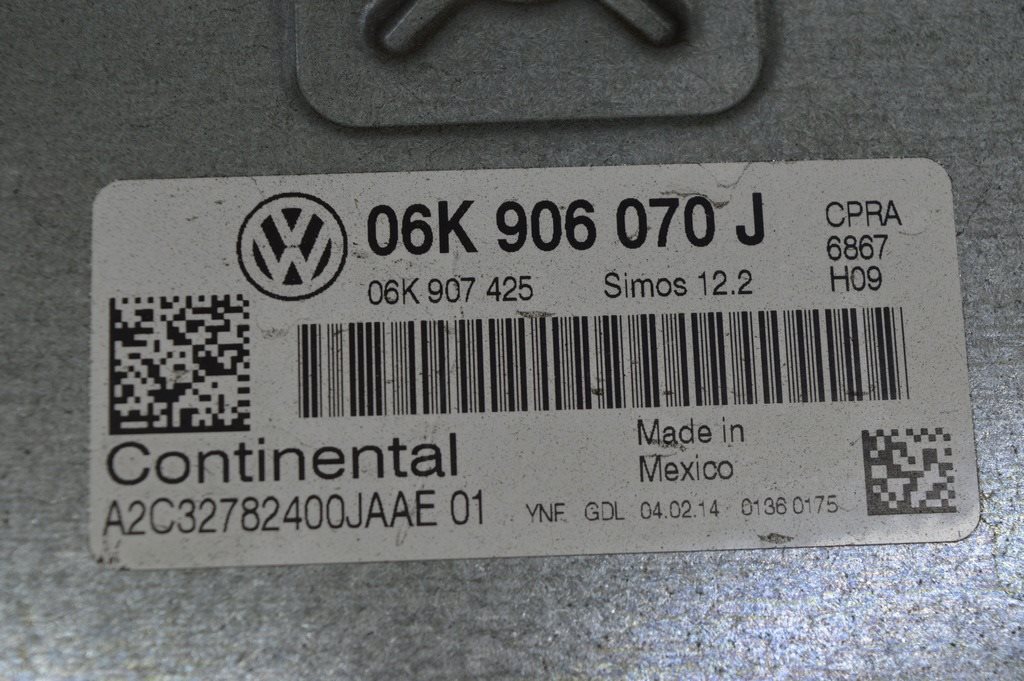 06K 906 070 J
CPRA
6867
H09
06K 907 425 Simos 12.2
Continental
Made in
Mexico
A2C32782400JAAE 01
YNF GDL 04.02.14 0136 0175